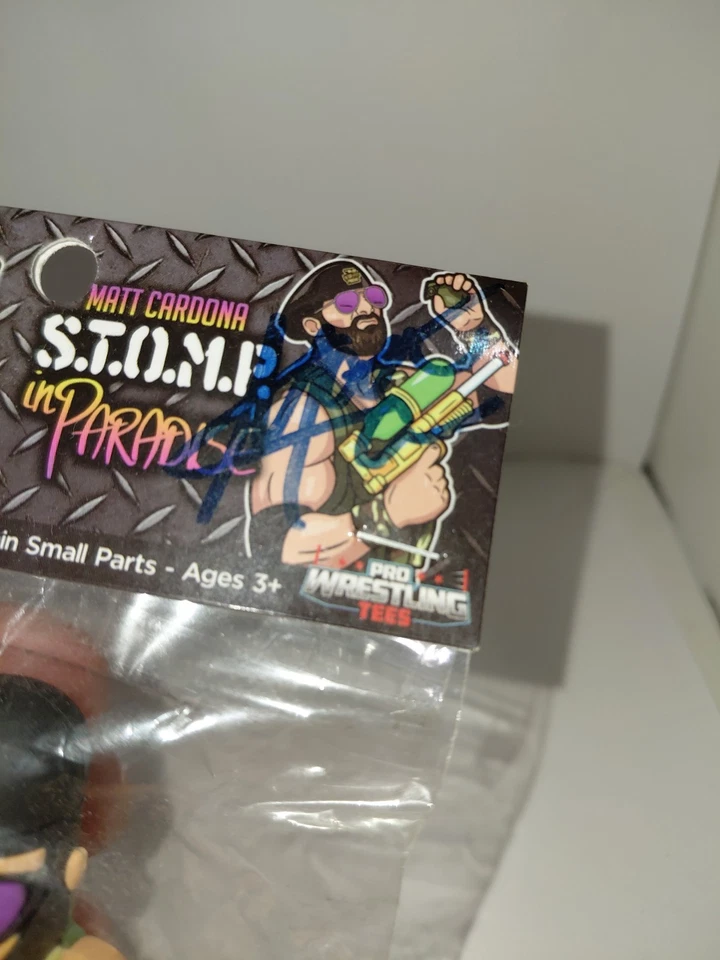 MATT CARDONA
S.T.O.M.P
in PARADISE
in Small Parts - Ages 3+
PRO
WRESTLING
TEES